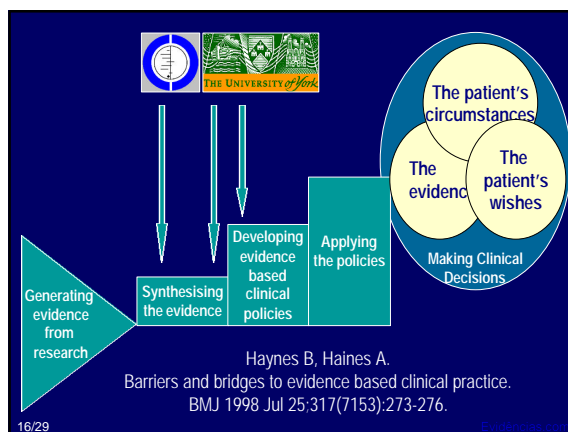 THE UNIVERSITY of York
The patient's
circumstances
The
evidenc
The
patient's
wishes
Making Clinical
Decisions
Applying
the policies
Developing
evidence
based
clinical
policies
Synthesising
the evidence
Generating
evidence
from
research
Haynes B, Haines A.
Barriers and bridges to evidence based clinical practice.
BMJ 1998 Jul 25;317(7153):273-276.
16/29